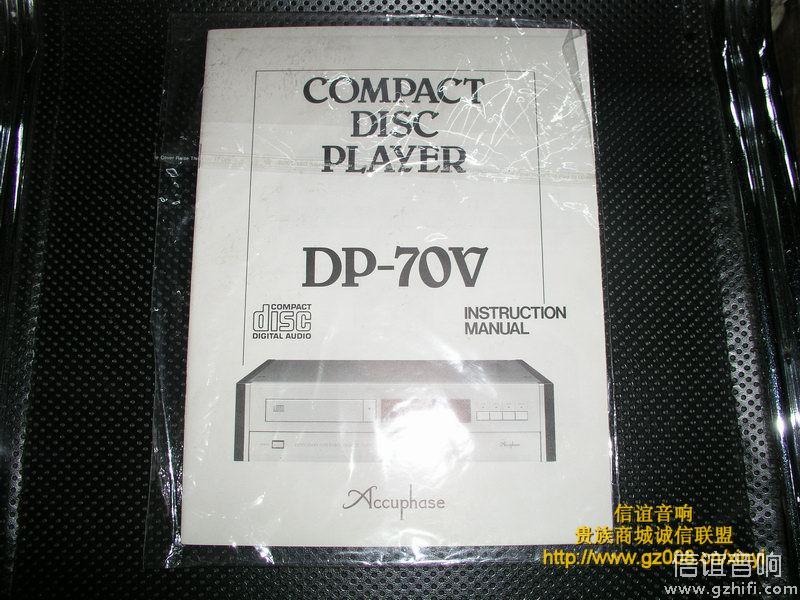 COMPACT
DISC
PLAYER
DP-70V
COMPACT
disc
DIGITAL AUDIO
INSTRUCTION
MANUAL
Accuphase
Accuphase
信谊音响
贵族商城诚信联盟
信谊音响
www.gzhifi.com